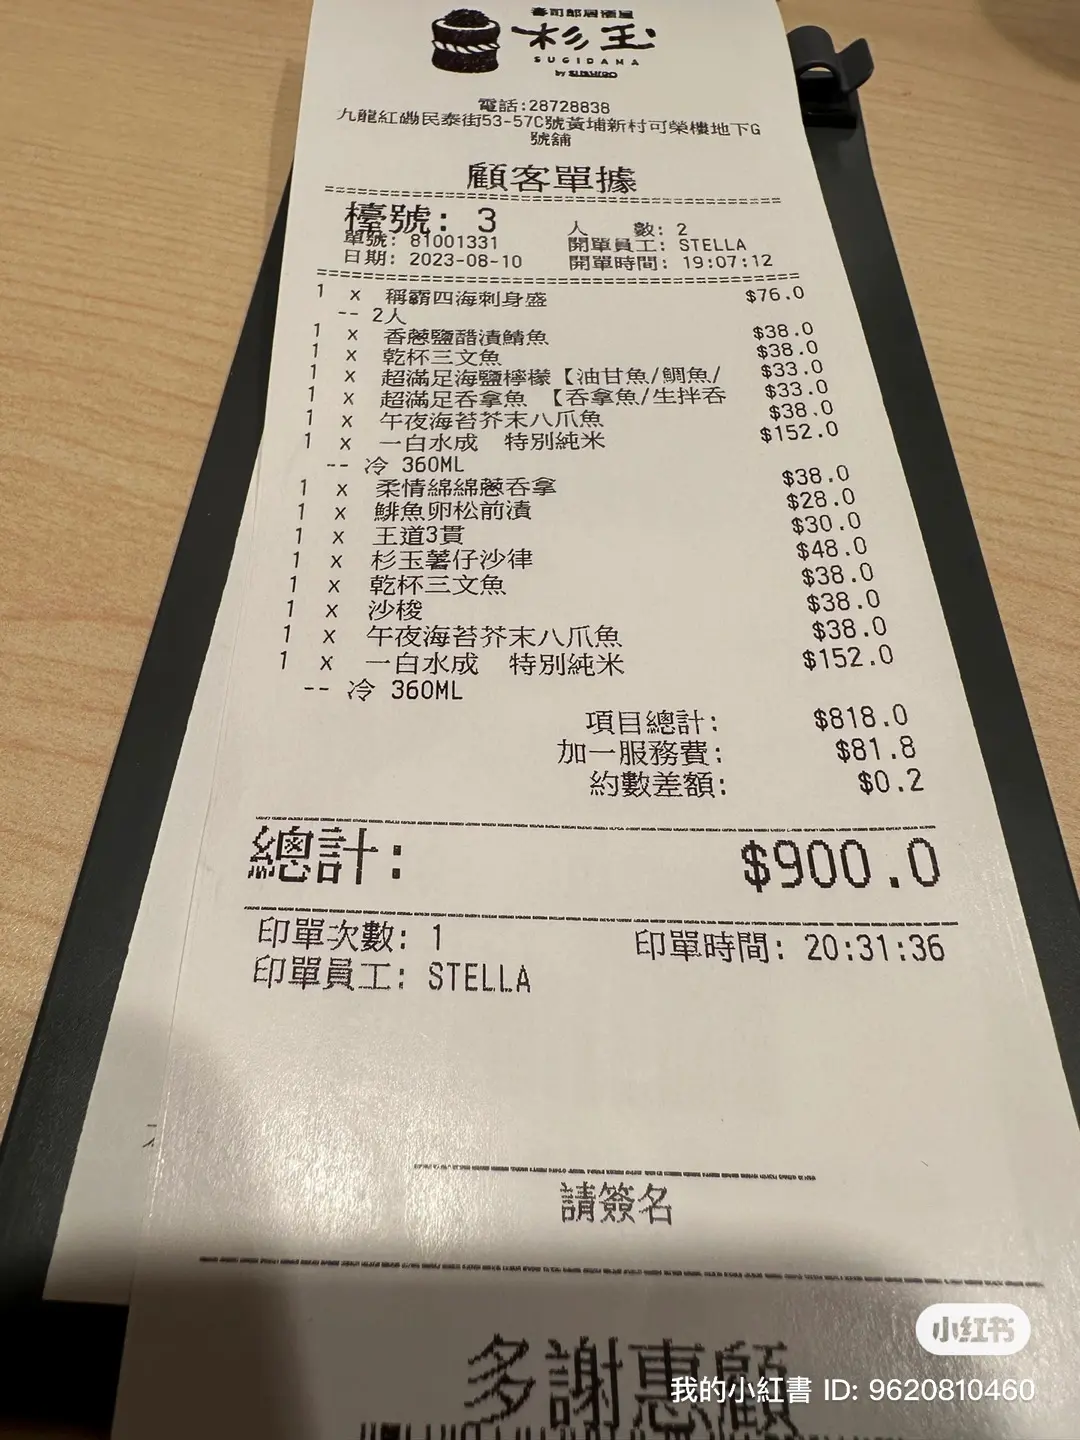 壽司郎居酒屋
杉玉
SUGIDAMA
by SUSHIRO
電話:28728838
九龍紅磡民泰街53-57C號黃埔新村可榮樓地下G
號舖
顧客單據
檯號: 3 人 數: 2
單號: 81001331 開單員工: STELLA
日期: 2023-08-10 開單時間: 19:07:12
1 x 稱霸四海刺身盛 $76.0
-- 2人
1 x 香蔥鹽醋漬鯖魚 $38.0
1 x 乾杯三文魚 $38.0
1 x 超滿足海鹽檸檬【油甘魚/鯛魚/ $33.0
1 x 超滿足吞拿魚 【吞拿魚/生拌吞 $33.0
1 x 午夜海苔芥末八爪魚 $38.0
1 x 一白水成 特別純米 $152.0
-- 冷 360ML
1 x 柔情綿綿蔥吞拿 $38.0
1 x 鯡魚卵松前漬 $28.0
1 x 王道3貫 $30.0
1 x 杉玉薯仔沙律 $48.0
1 x 乾杯三文魚 $38.0
1 x 沙梭 $38.0
1 x 午夜海苔芥末八爪魚 $38.0
1 x 一白水成 特別純米 $152.0
-- 冷 360ML
項目總計: $818.0
加一服務費: $81.8
約數差額: $0.2
總計: $900.0
印單次數: 1 印單時間: 20:31:36
印單員工: STELLA
請簽名
多謝惠顧
小红书
我的小紅書 ID: 9620810460